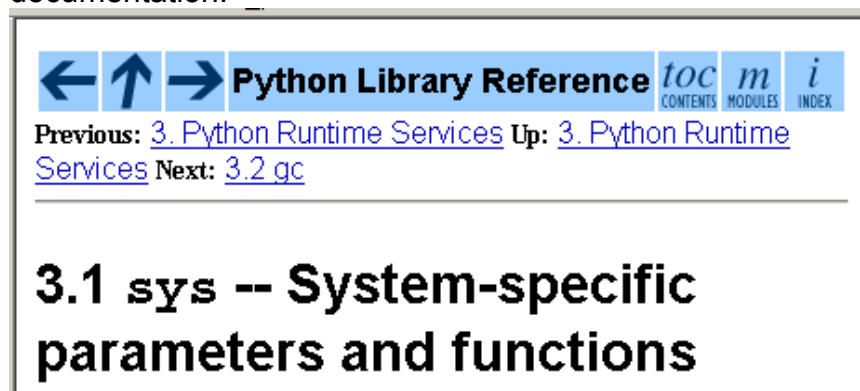 documentation.
Python Library Reference toc CONTENTS m MODULES i INDEX
Previous: 3. Python Runtime Services Up: 3. Python Runtime
Services Next: 3.2 gc
3.1 sys -- System-specific
parameters and functions